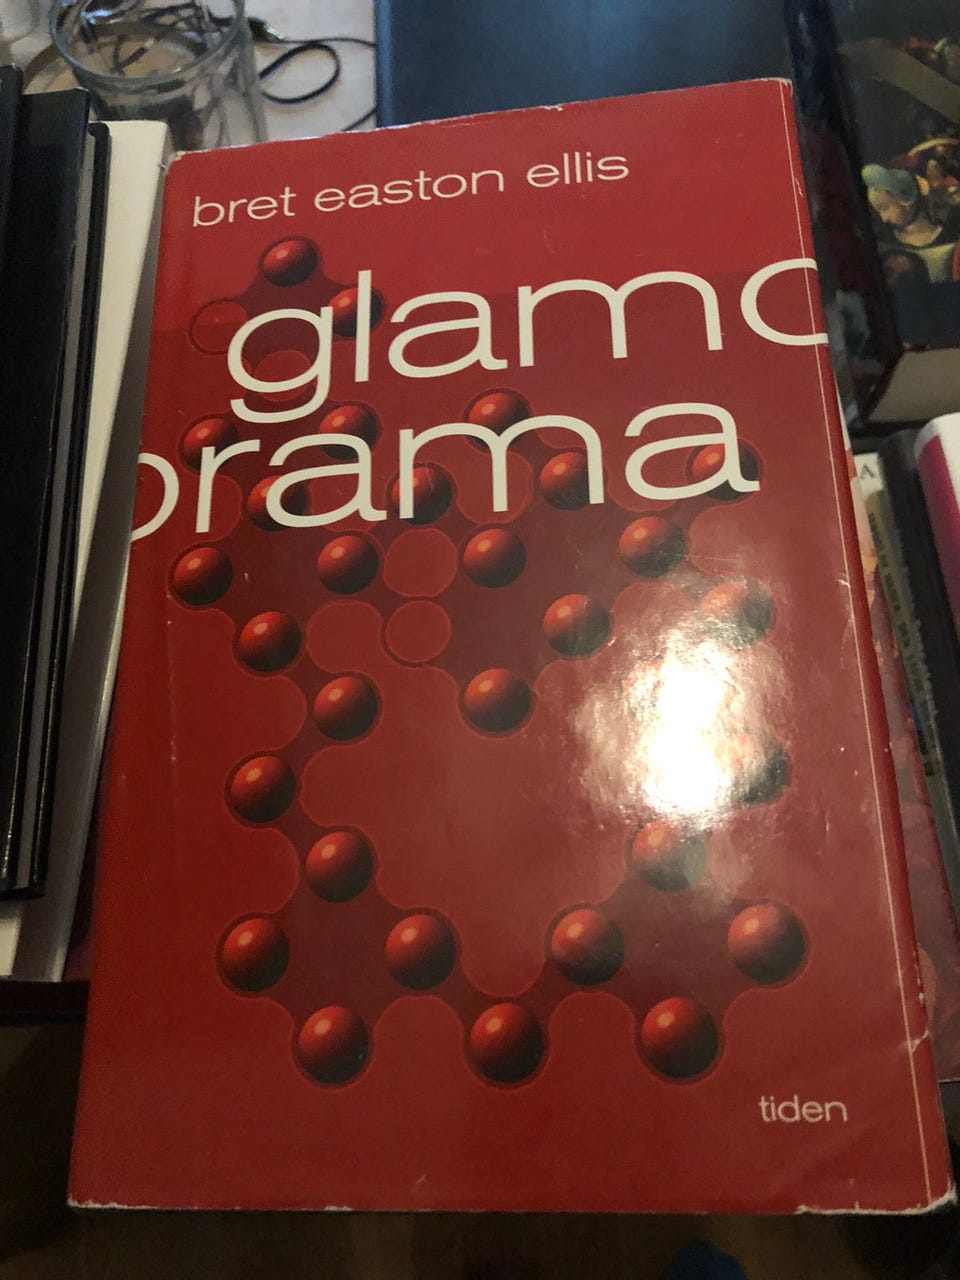 bret easton ellis
glamo
orama
tiden
A